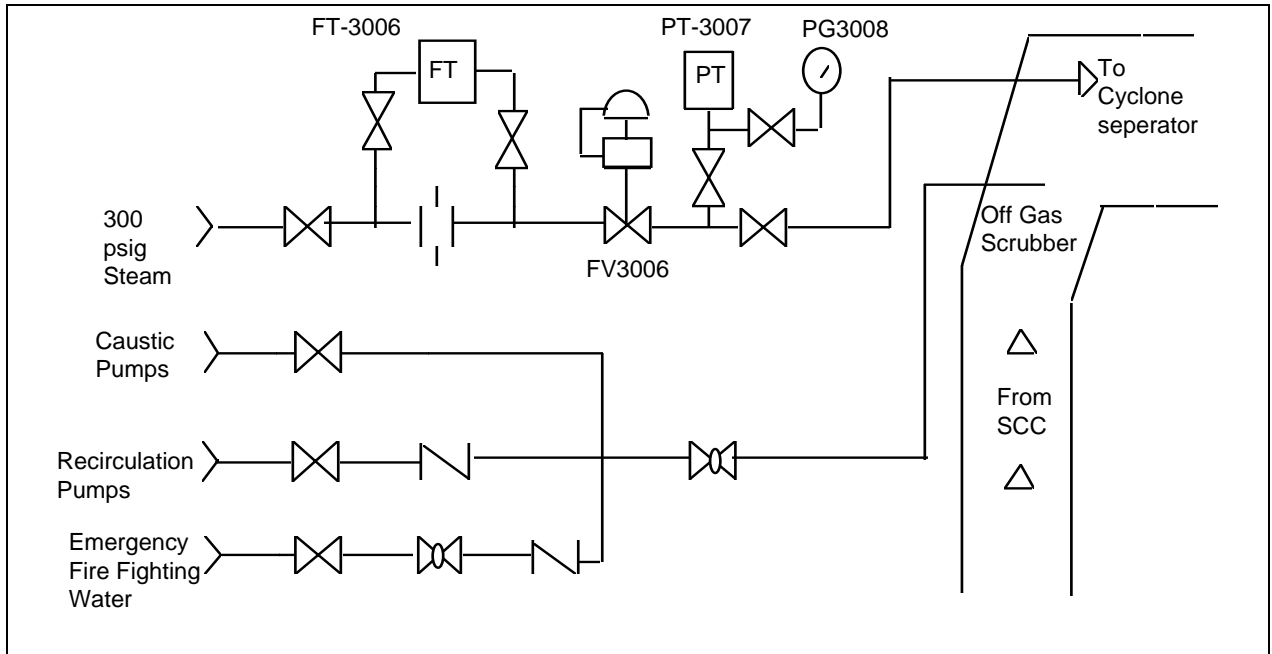 FT-3006
PT-3007
PG3008
FT
PT
To
Cyclone
seperator
300
psig
Steam
FV3006
Off Gas
Scrubber
Caustic
Pumps
From
SCC
Recirculation
Pumps
Emergency
Fire Fighting
Water